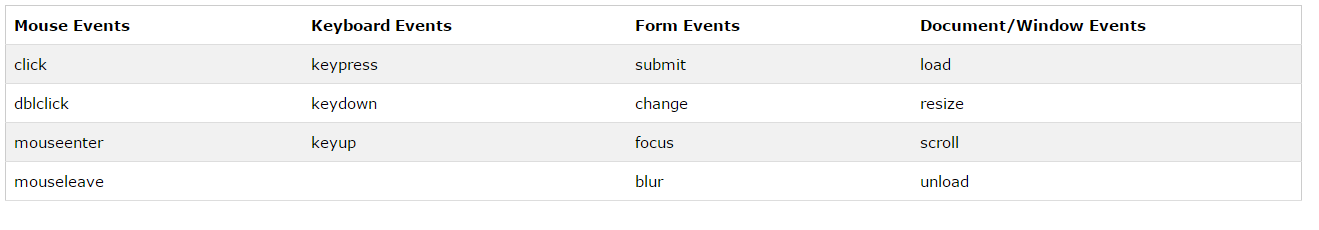 Mouse Events Keyboard Events Form Events Document/Window Events
click keypress submit load
dblclick keydown change resize
mouseenter keyup focus scroll
mouseleave blur unload